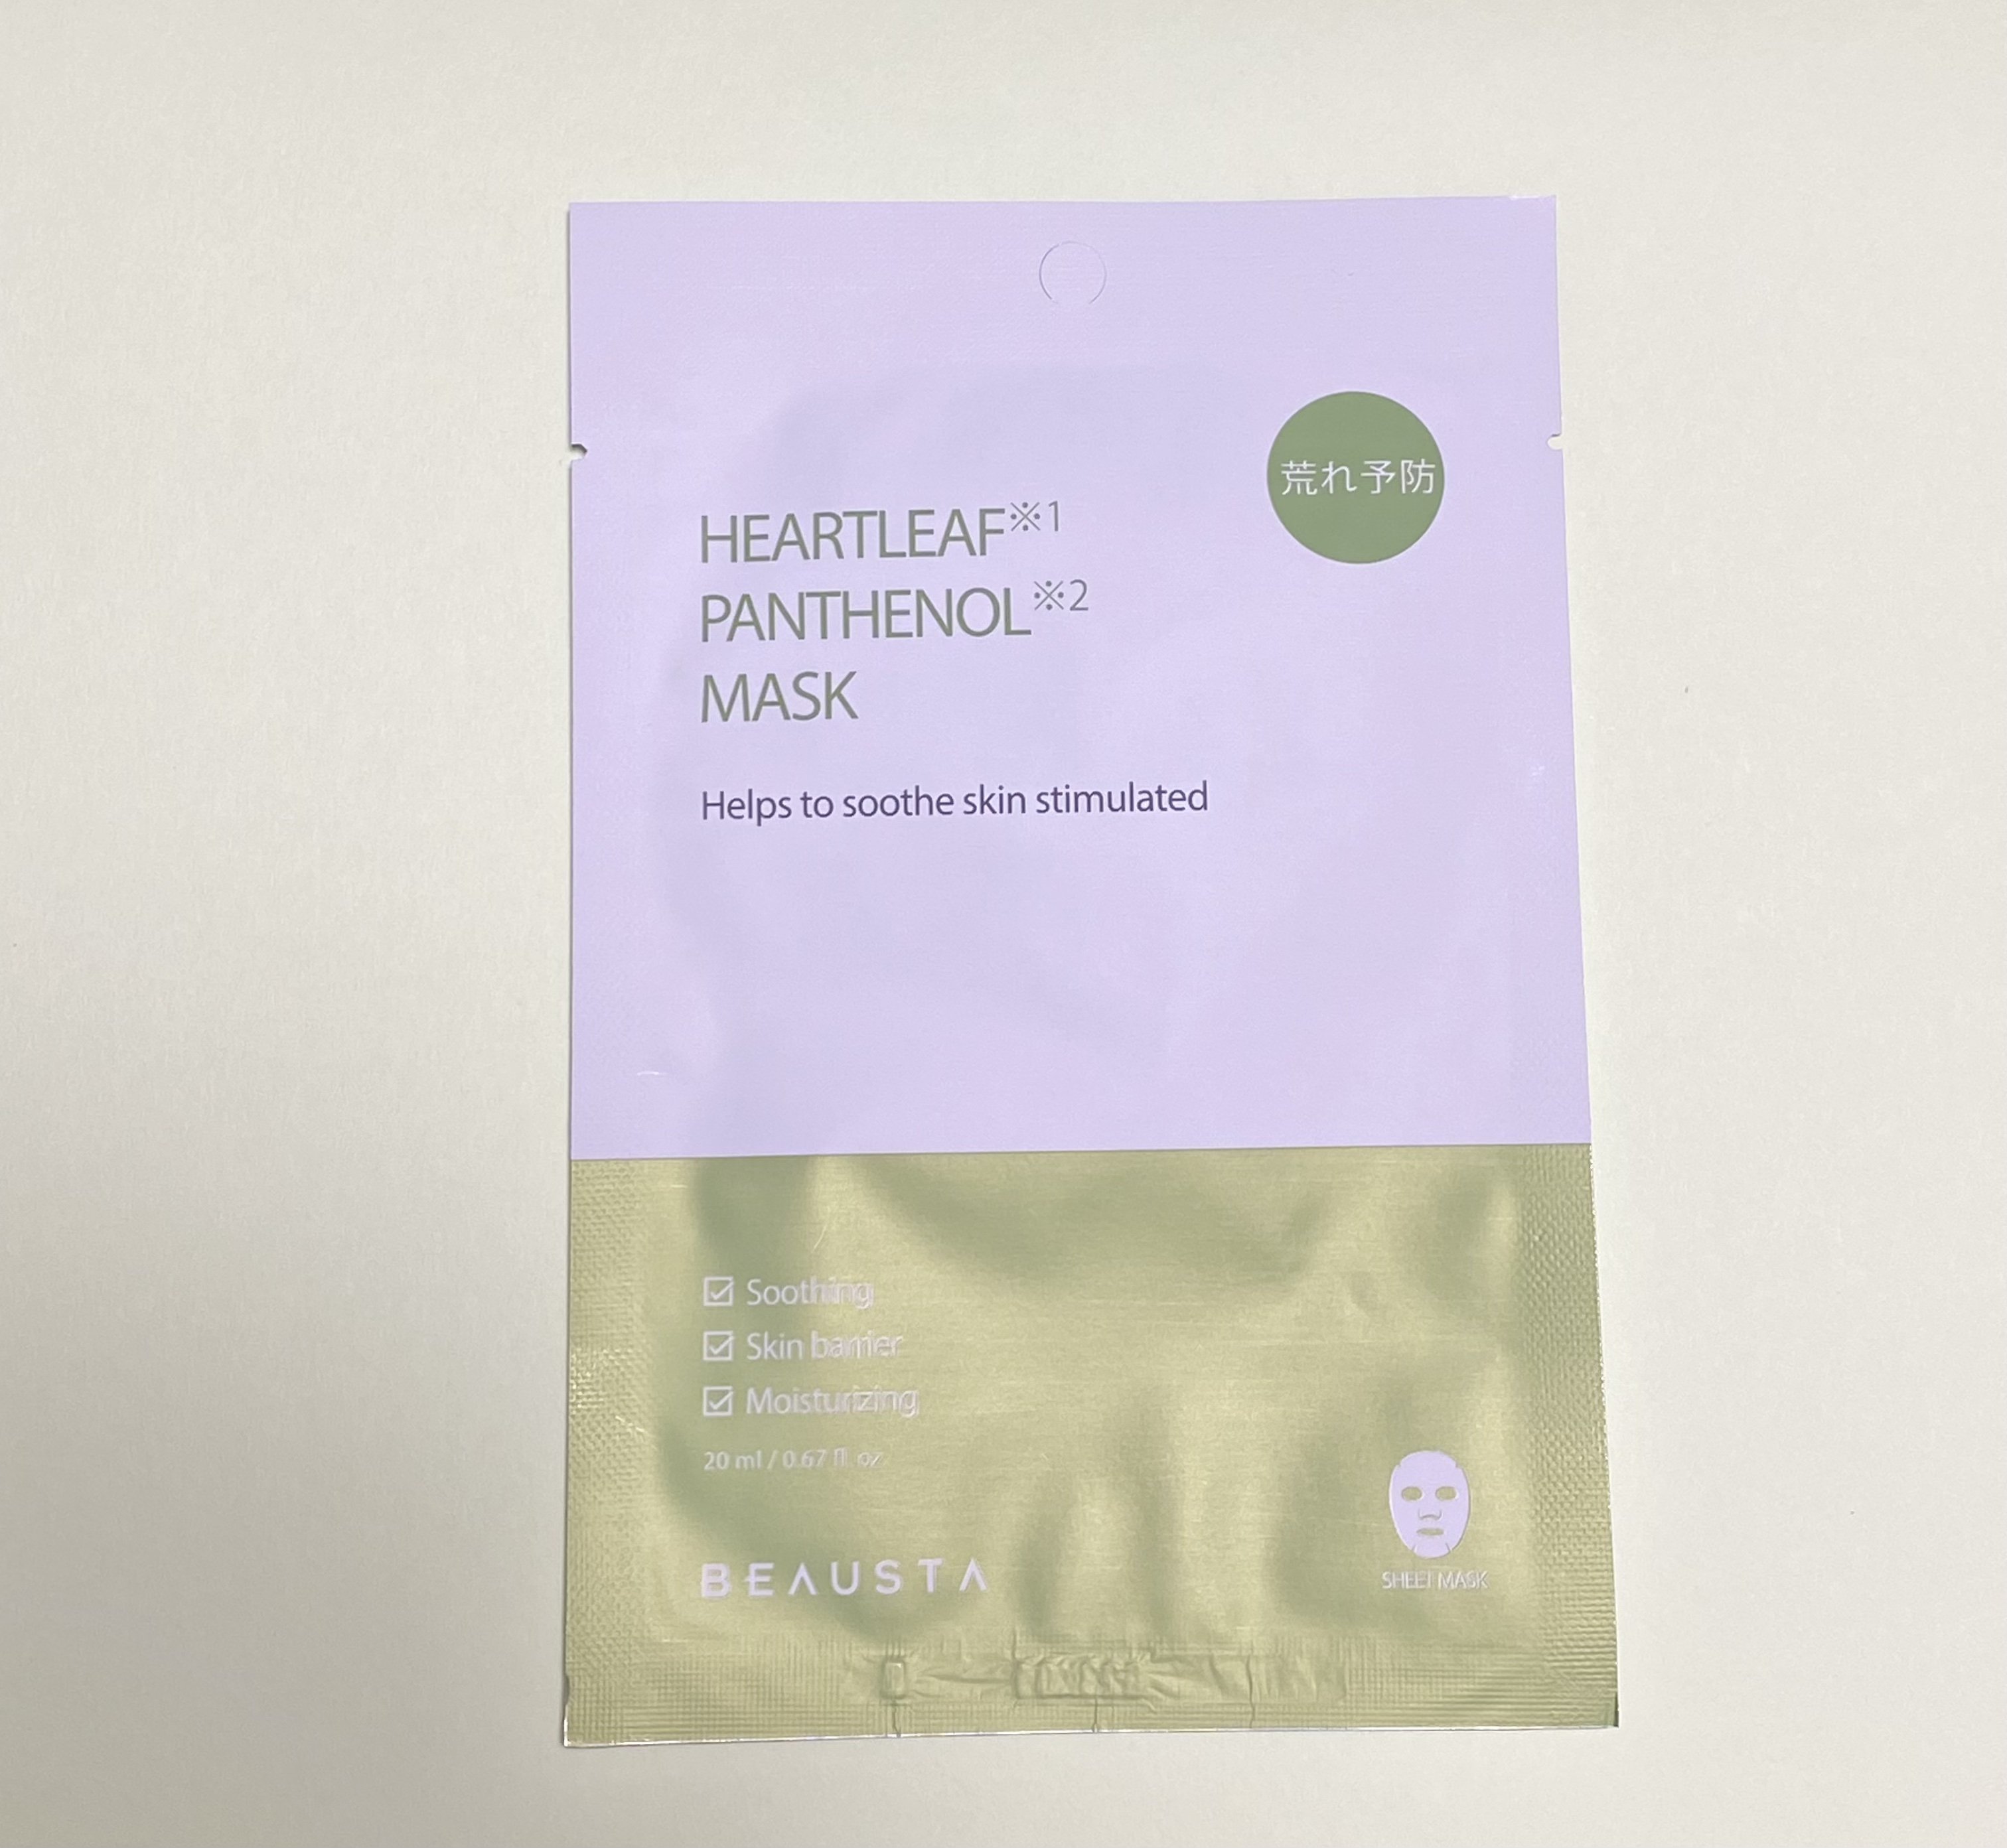 荒れ予防
HEARTLEAF※1
PANTHENOL※2
MASK
Helps to soothe skin stimulated
Soothing
Skin barrier
Moisturizing
20 ml / 0.67 fl. oz.
BEAUSTA
SHEET MASK